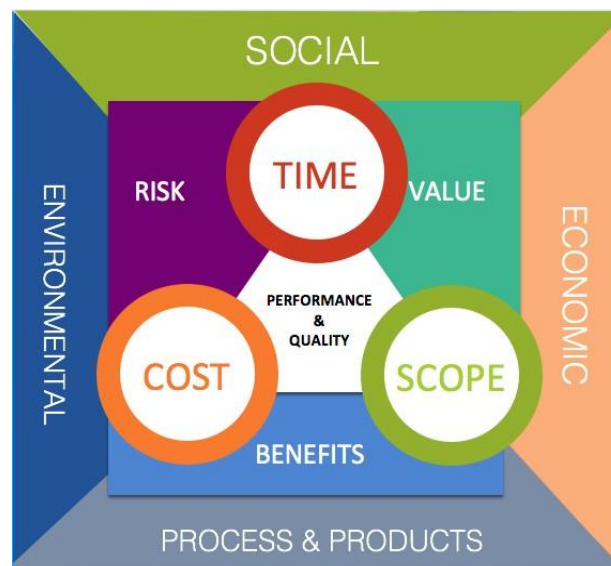 SOCIAL
TIME
RISK
VALUE
ENVIRONMENTAL
ECONOMIC
PERFORMANCE
&
QUALITY
COST
SCOPE
BENEFITS
PROCESS & PRODUCTS